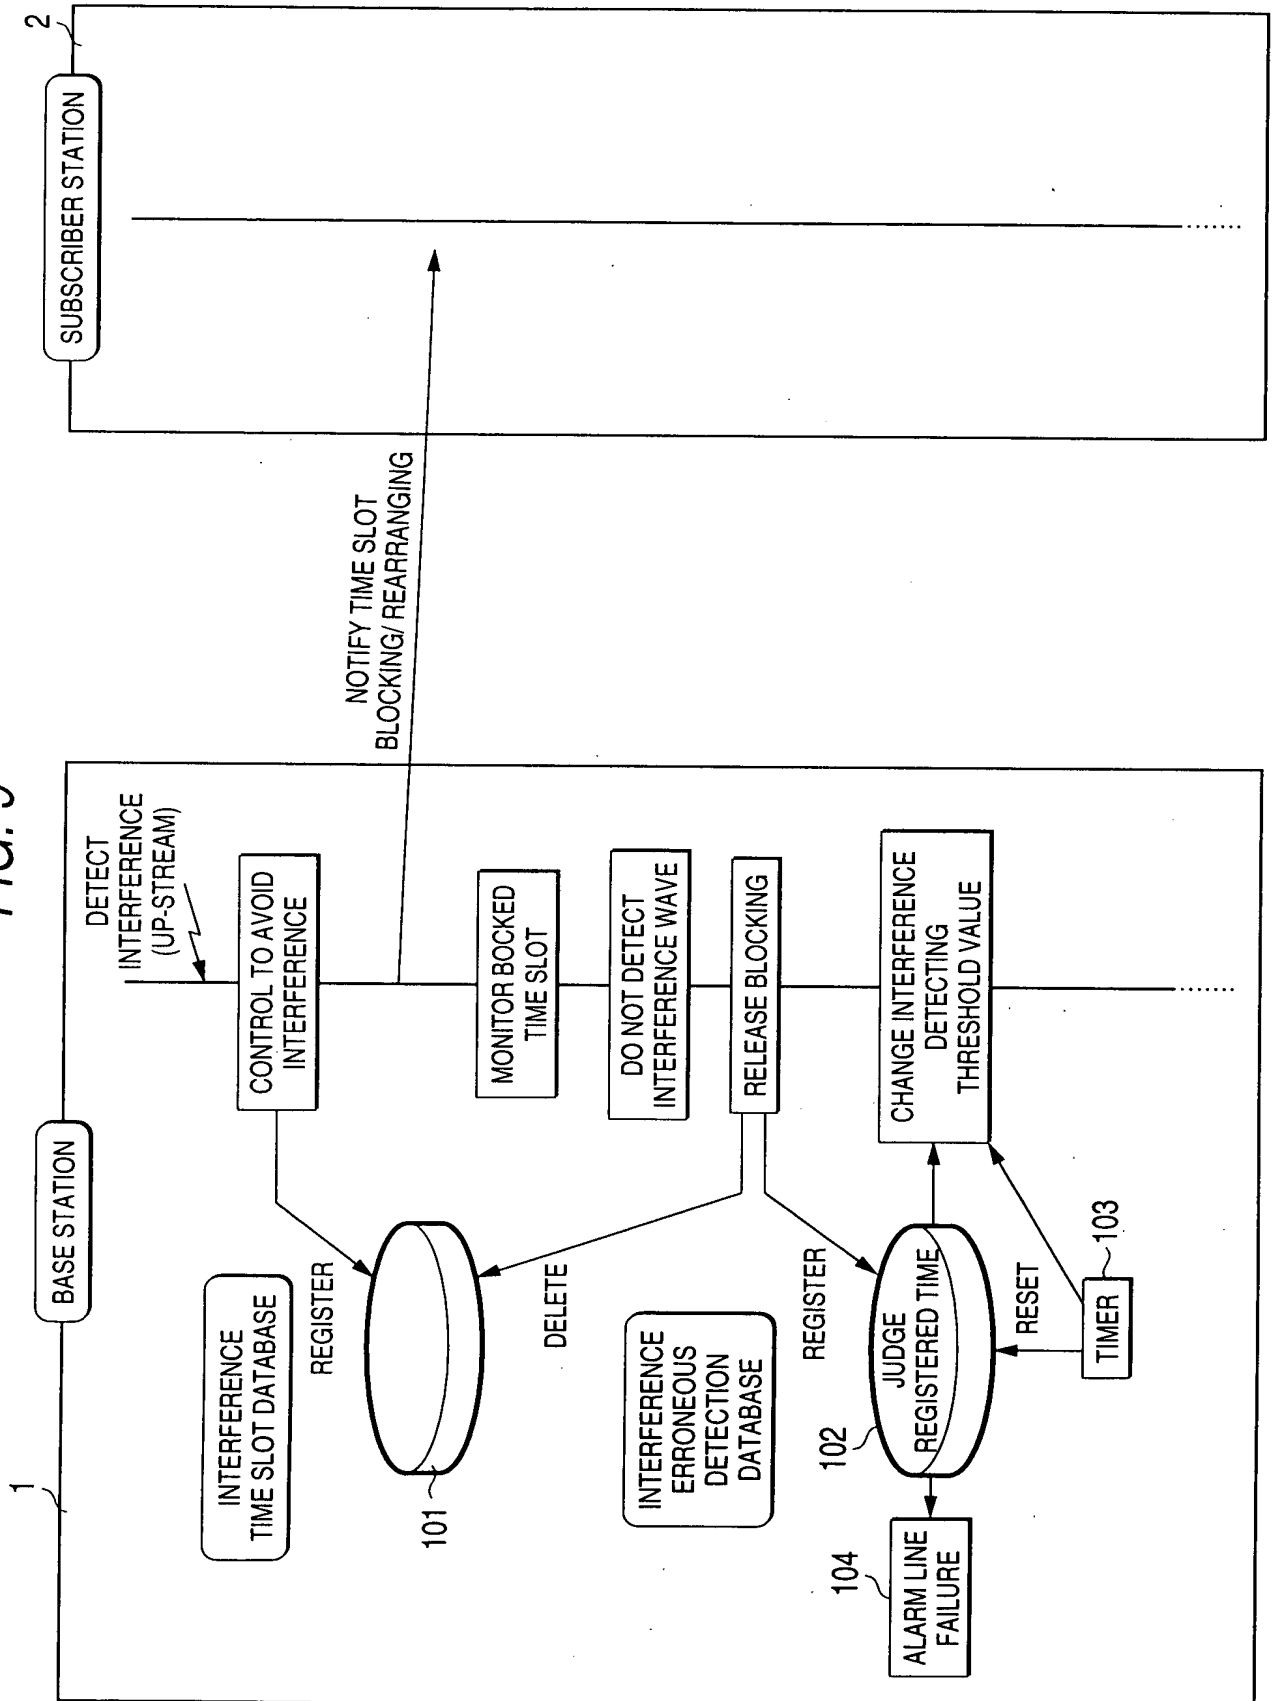 BASE STATION
1
DETECT
INTERFERENCE
(UP-STREAM)
CONTROL TO AVOID
INTERFERENCE
INTERFERENCE
TIME SLOT DATABASE
REGISTER
101
NOTIFY TIME SLOT
BLOCKING/ REARRANGING
MONITOR BOCKED
TIME SLOT
DO NOT DETECT
INTERFERENCE WAVE
RELEASE BLOCKING
DELETE
INTERFERENCE
ERRONEOUS
DETECTION
DATABASE
REGISTER
CHANGE INTERFERENCE
DETECTING
THRESHOLD VALUE
102
JUDGE
REGISTERED TIME
RESET
103
TIMER
104
ALARM LINE
FAILURE
SUBSCRIBER STATION
2